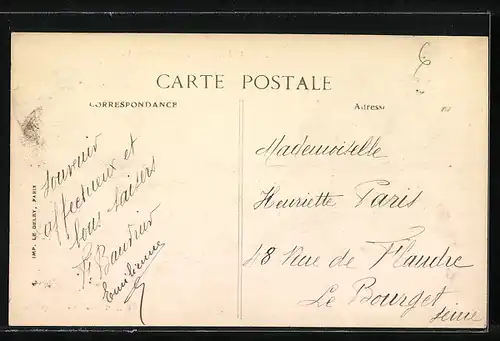 CARTE POSTALE
CORRESPONDANCE
Adresse
Souvenir
affectueux et
bons baisers
Emilienne
Mademoiselle
Henriette Paris
48 Rue de Flandre
Le Bourget
Seine
IMP. LE DELEY, PARIS